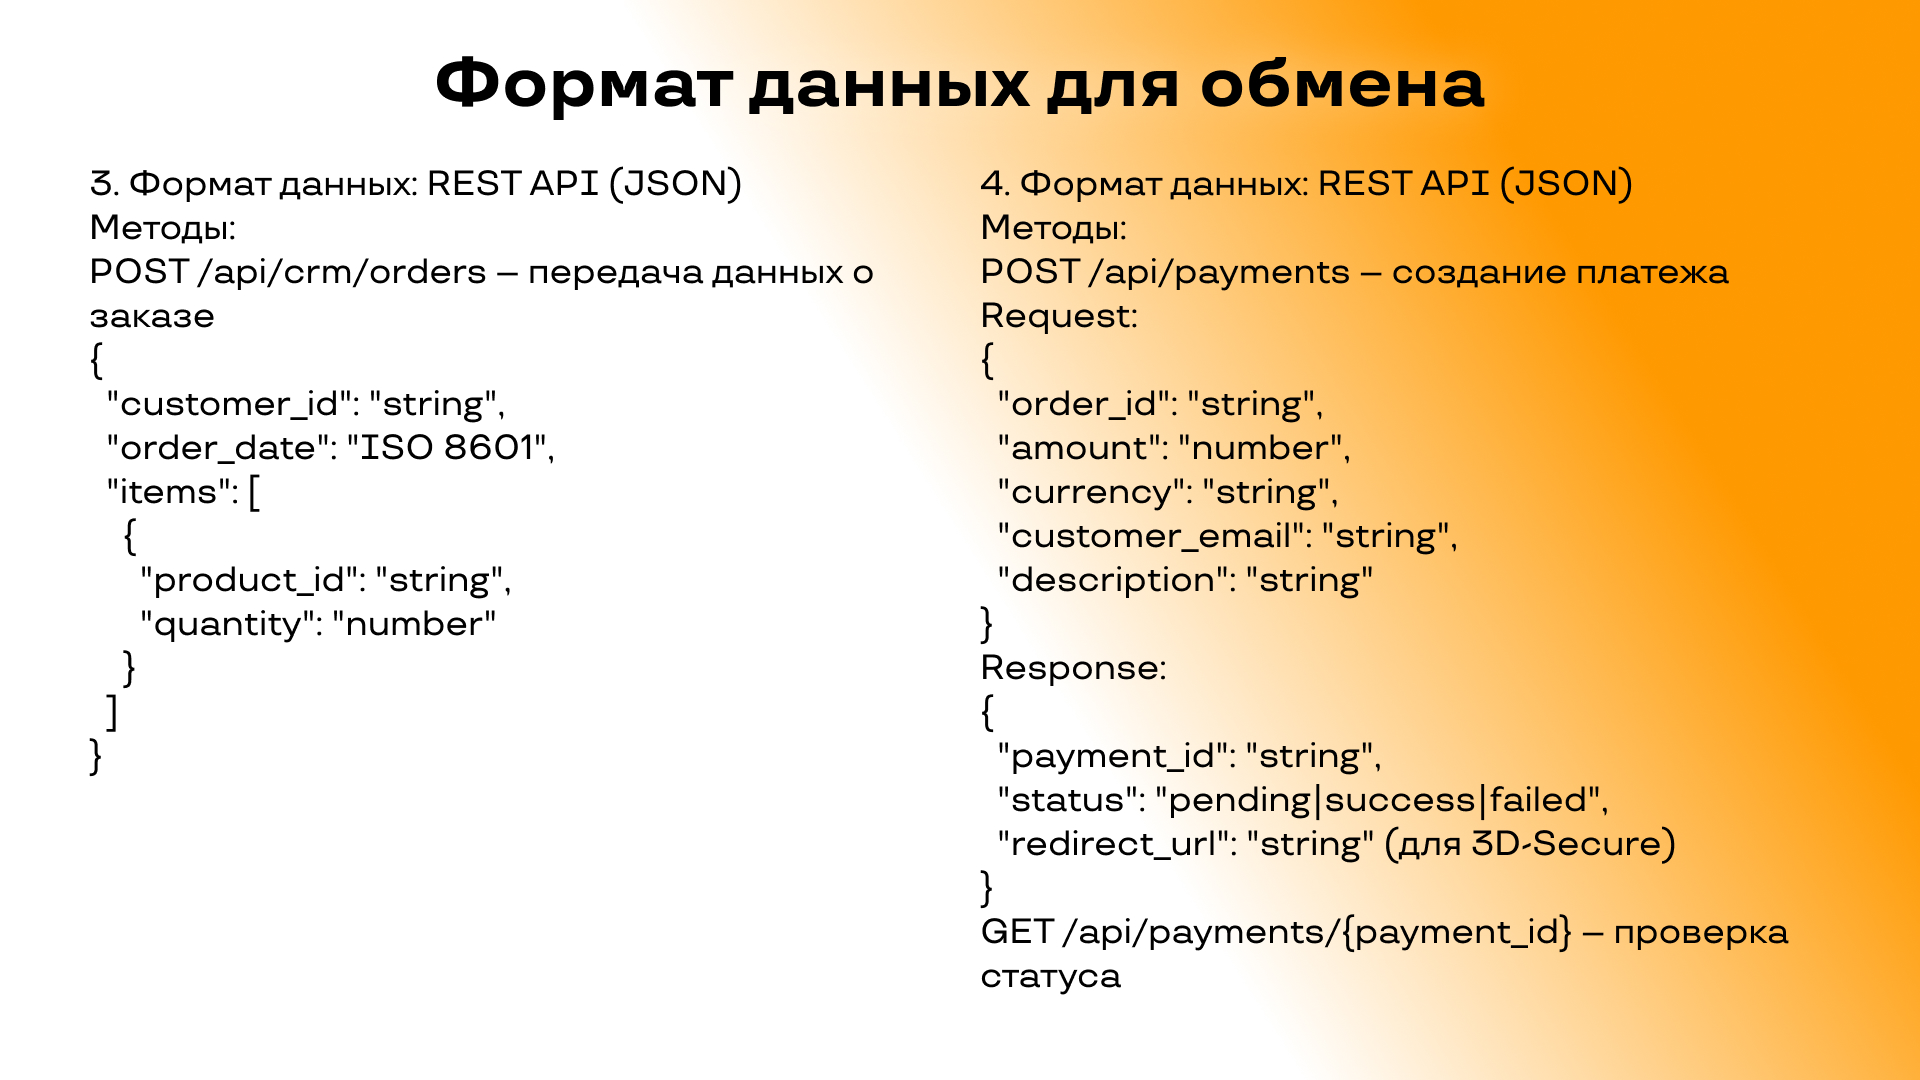 Формат данных для обмена
3. Формат данных: REST API (JSON)
Методы:
POST /api/crm/orders – передача данных о
заказе
{
  "customer_id": "string",
  "order_date": "ISO 8601",
  "items": [
    {
      "product_id": "string",
      "quantity": "number"
    }
  ]
}
4. Формат данных: REST API (JSON)
Методы:
POST /api/payments – создание платежа
Request:
{
  "order_id": "string",
  "amount": "number",
  "currency": "string",
  "customer_email": "string",
  "description": "string"
}
Response:
{
  "payment_id": "string",
  "status": "pending|success|failed",
  "redirect_url": "string" (для 3D-Secure)
}
GET /api/payments/{payment_id} – проверка
статуса